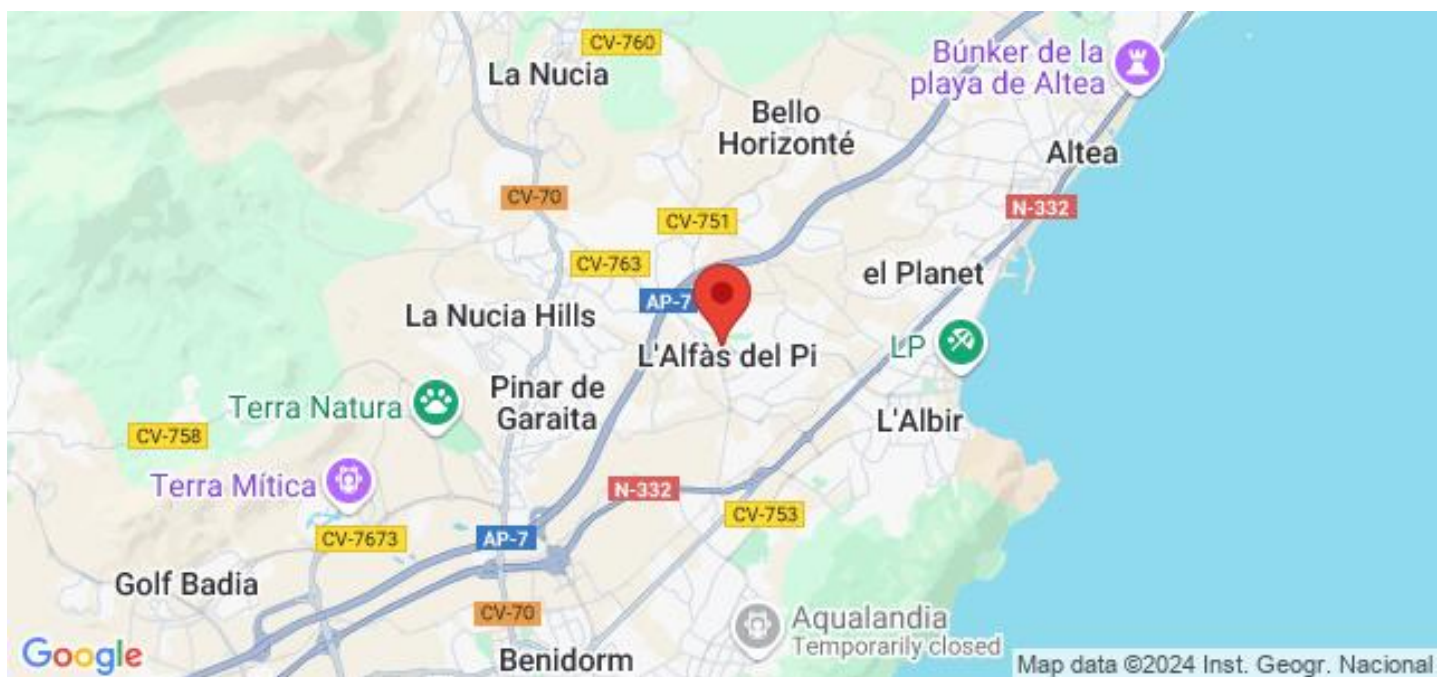 CV-760
La Nucia
Búnker de la
playa de Altea
Bello
Horizonté
Altea
CV-70
N-332
CV-751
CV-763
el Planet
AP-7
La Nucia Hills
LP
L'Alfàs del Pi
Pinar de
Garaita
Terra Natura
L'Albir
CV-758
Terra Mítica
N-332
CV-753
CV-7673
AP-7
Golf Badia
CV-70
Aqualandia
Temporarily closed
Google
Benidorm
Map data ©2024 Inst. Geogr. Nacional